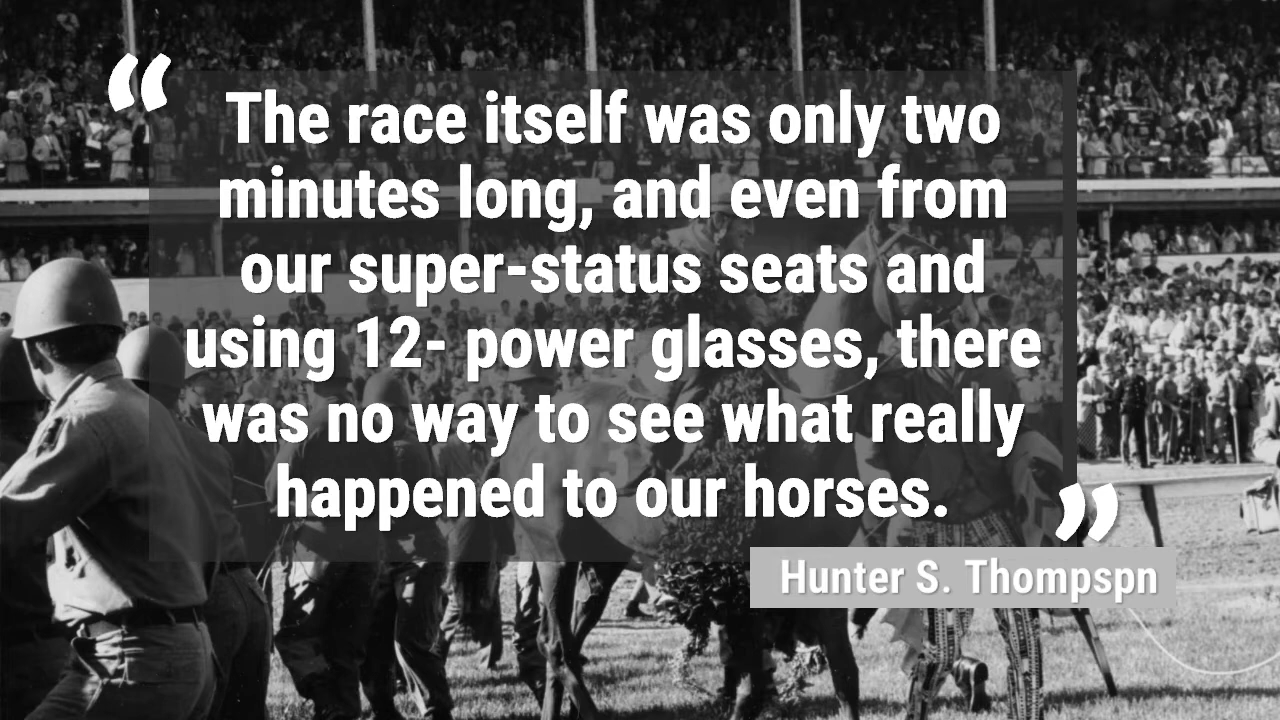 “
The race itself was only two
minutes long, and even from
our super-status seats and
using 12- power glasses, there
was no way to see what really
happened to our horses.
”
Hunter S. Thompspn